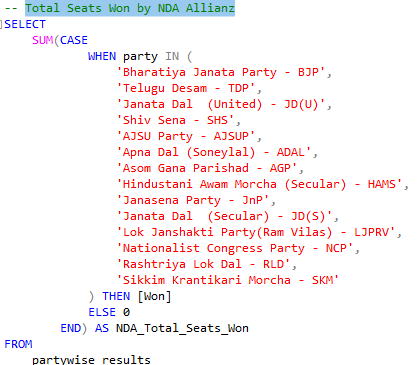 -- Total Seats Won by NDA Allianz
SELECT
SUM(CASE
WHEN party IN (
'Bharatiya Janata Party - BJP',
'Telugu Desam - TDP',
'Janata Dal  (United) - JD(U)',
'Shiv Sena - SHS',
'AJSU Party - AJSUP',
'Apna Dal (Soneylal) - ADAL',
'Asom Gana Parishad - AGP',
'Hindustani Awam Morcha (Secular) - HAMS',
'Janasena Party - JnP',
'Janata Dal  (Secular) - JD(S)',
'Lok Janshakti Party(Ram Vilas) - LJPRV',
'Nationalist Congress Party - NCP',
'Rashtriya Lok Dal - RLD',
'Sikkim Krantikari Morcha - SKM'
) THEN [Won]
ELSE 0
END) AS NDA_Total_Seats_Won
FROM
partywise_results